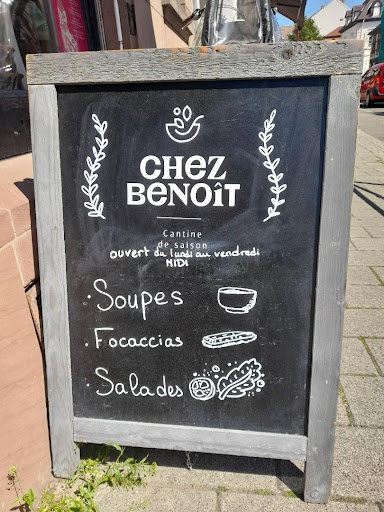 CHEZ
BENOÎT
Cantine
de saison
ouvert du lundi au vendredi
MIDI
• Soupes
• Focaccias
• Salades